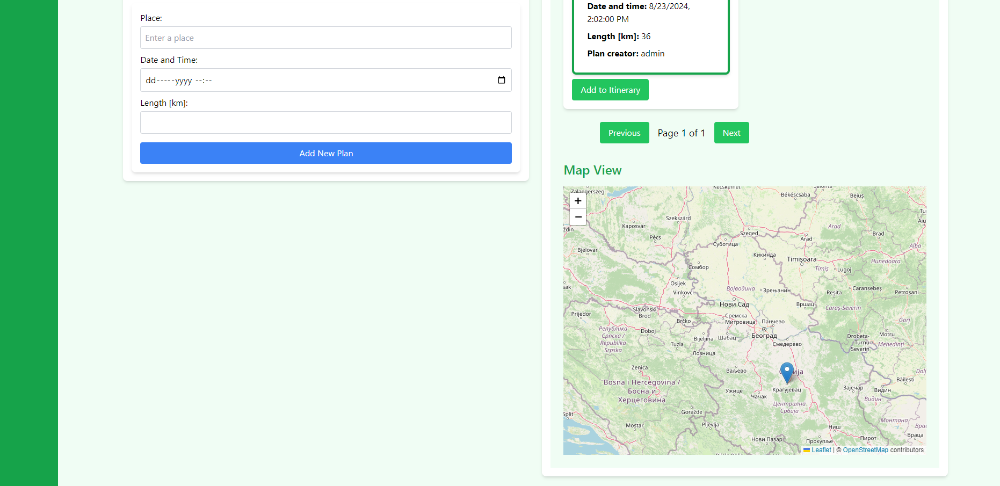 Place:
Enter a place
Date and Time:
dd-----yyyy --:--
Length [km]:
Add New Plan
Date and time: 8/23/2024,
2:02:00 PM
Length [km]: 36
Plan creator: admin
Add to Itinerary
Previous
Page 1 of 1
Next
Map View
+
−
Zalaegerszeg
Kecskemét
Békéscsaba
Salonta
Beiuș
Kaposvár
Szekszárd
Pécs
Szeged
Arad
Arad
Brad
Alba
Bjelovar
Суботица
Кикинда
Timișoara
Hunedoara
Timiș
Lugoj
Сомбор
Osijek
Vinkovci
Војводина
Зрењанин
Reșița
Caransebeș
Petroșani
Нови Сад
Вршац
Caraș-Severin
Prijedor
Slavonski
Brod
Brčko
Сремска
Митровица
Панчево
Gorj
Република
Српска /
Republika
Srpska
Doboj
Bijeljina
Шабац
Београд
Drobeta-
Turnu
Severin
Motru
Mehedinți
Tuzla
Смедерево
Лозница
Zenica
Ваљево
Bosna i Hercegovina /
Босна и
Херцеговина
Ужице
Чачак
Крагујевац
Зајечар
Видин
Видин
Băilești
Dolj
Централна
Србија
Goražde
Split
Mostar
Pljevlja
Ниш
Монтана
Враца
Нови Пазар
Прокупље
Пирот
Leaflet | © OpenStreetMap contributors